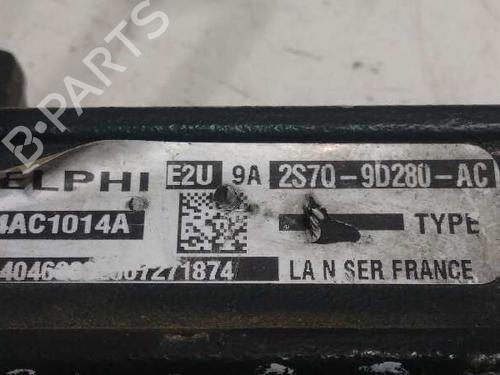 B-PARTS
ELPHI E2U 9A 2S7Q-9D280-AC
4AC1014A TYPE
LA N SER FRANCE